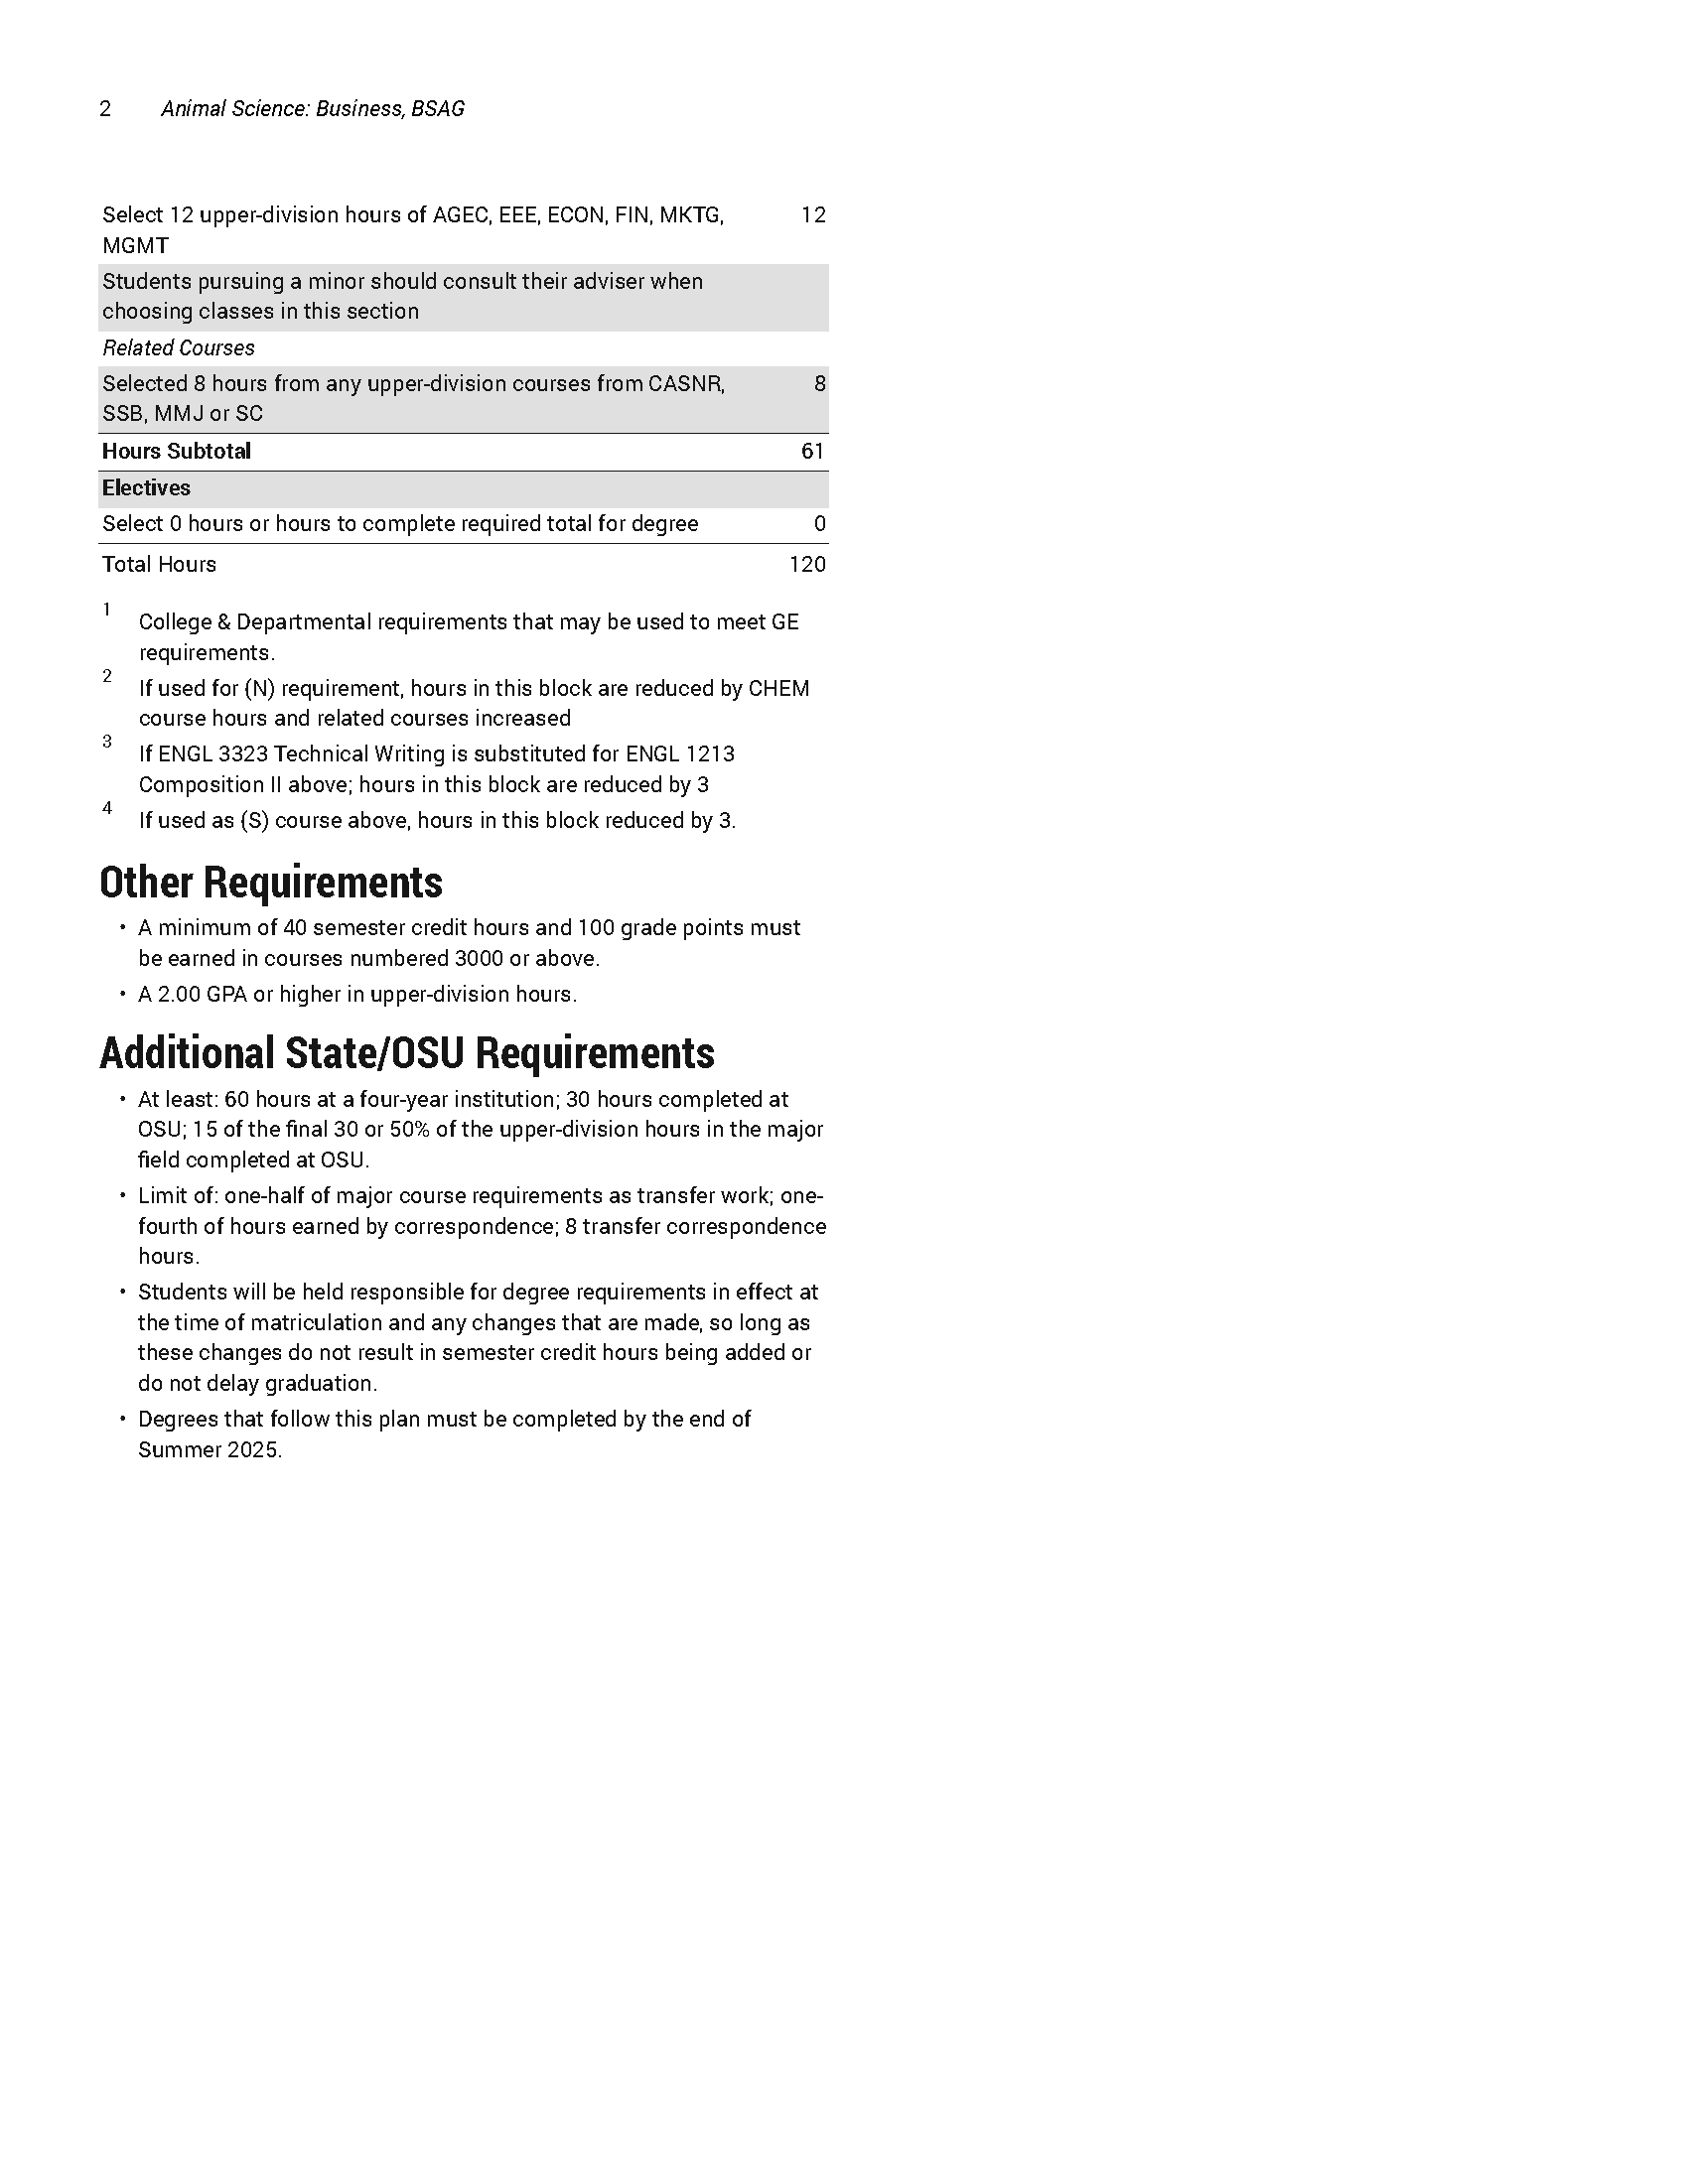 2 Animal Science: Business, BSAG
Select 12 upper-division hours of AGEC, EEE, ECON, FIN, MKTG, 12
MGMT
Students pursuing a minor should consult their adviser when
choosing classes in this section
Related Courses
Selected 8 hours from any upper-division courses from CASNR, 8
SSB, MMJ or SC
Hours Subtotal 61
Electives
Select 0 hours or hours to complete required total for degree 0
Total Hours 120
1 College & Departmental requirements that may be used to meet GE
requirements.
2 If used for (N) requirement, hours in this block are reduced by CHEM
course hours and related courses increased
3 If ENGL 3323 Technical Writing is substituted for ENGL 1213
Composition II above; hours in this block are reduced by 3
4 If used as (S) course above, hours in this block reduced by 3.
Other Requirements
• A minimum of 40 semester credit hours and 100 grade points must
be earned in courses numbered 3000 or above.
• A 2.00 GPA or higher in upper-division hours.
Additional State/OSU Requirements
• At least: 60 hours at a four-year institution; 30 hours completed at
OSU; 15 of the final 30 or 50% of the upper-division hours in the major
field completed at OSU.
• Limit of: one-half of major course requirements as transfer work; one-
fourth of hours earned by correspondence; 8 transfer correspondence
hours.
• Students will be held responsible for degree requirements in effect at
the time of matriculation and any changes that are made, so long as
these changes do not result in semester credit hours being added or
do not delay graduation.
• Degrees that follow this plan must be completed by the end of
Summer 2025.